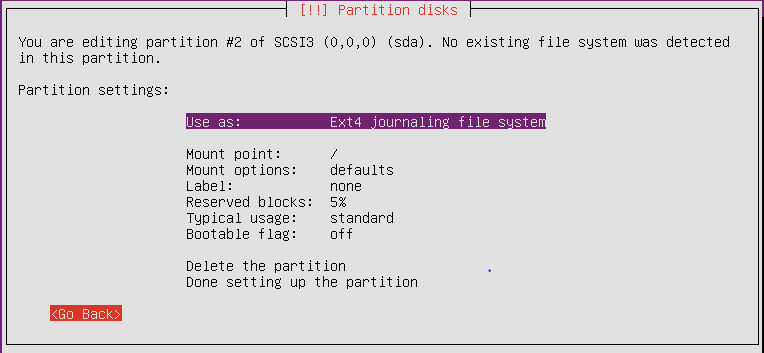 [!!] Partition disks
You are editing partition #2 of SCSI3 (0,0,0) (sda). No existing file system was detected
in this partition.
Partition settings:
Use as: Ext4 journaling file system
Mount point: /
Mount options: defaults
Label: none
Reserved blocks: 5%
Typical usage: standard
Bootable flag: off
Delete the partition
Done setting up the partition
<Go Back>